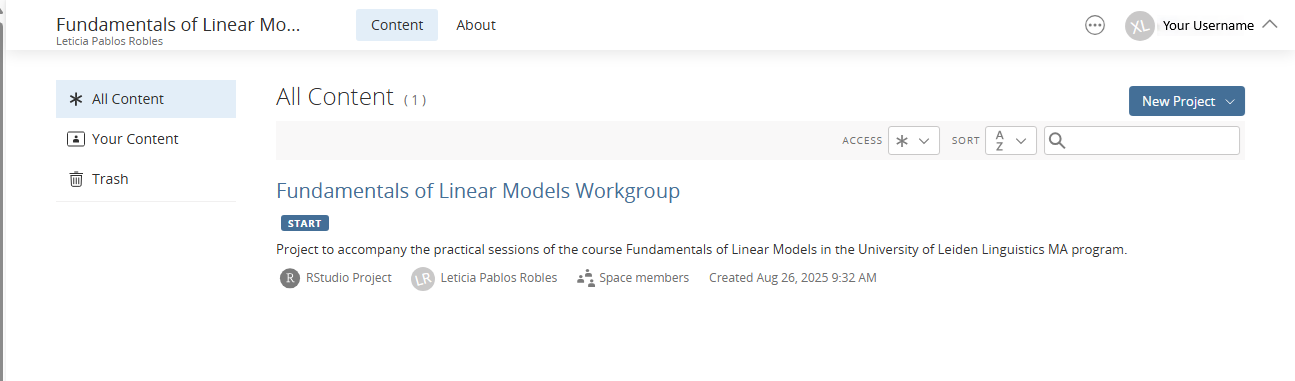 Fundamentals of Linear Mo... Content About XL Your Username
Leticia Pablos Robles
All Content
Your Content
Trash
All Content ( 1 )
New Project
ACCESS SORT A Z
Fundamentals of Linear Models Workgroup
START
Project to accompany the practical sessions of the course Fundamentals of Linear Models in the University of Leiden Linguistics MA program.
R RStudio Project LR Leticia Pablos Robles Space members Created Aug 26, 2025 9:32 AM